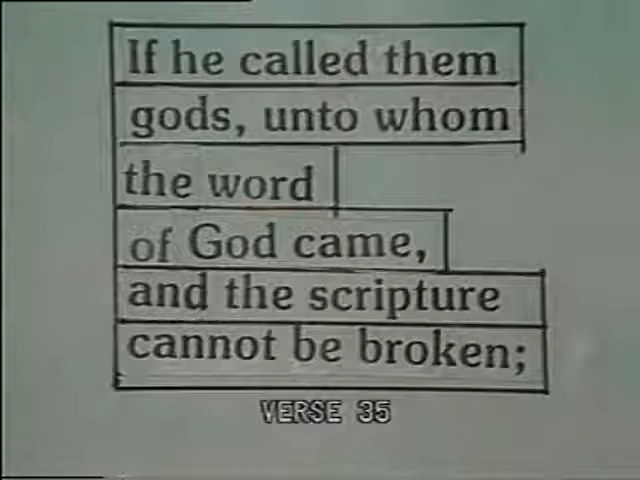 If he called them
gods, unto whom
the word
of God came,
and the scripture
cannot be broken;
VERSE 35